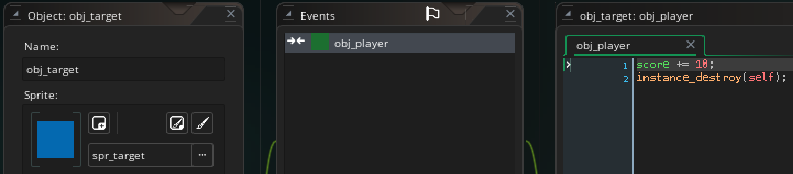 Object: obj_target
Name:
obj_target
Sprite:
spr_target
...
Events
obj_player
obj_target: obj_player
obj_player
1 score += 10;
2 instance_destroy(self);